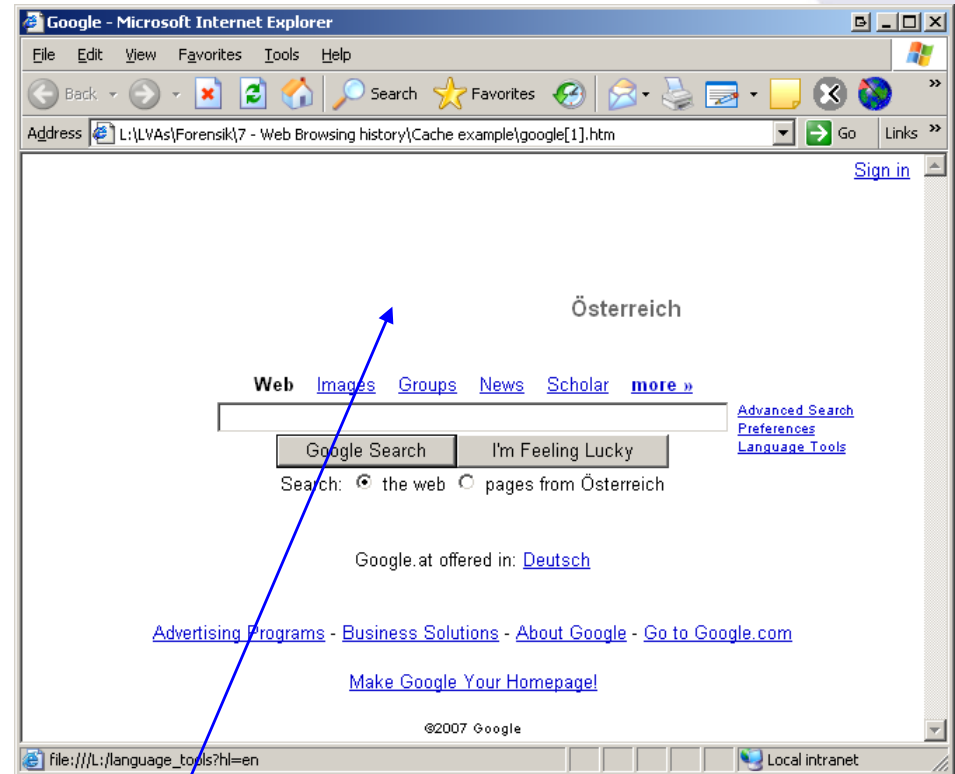 Google - Microsoft Internet Explorer
File Edit View Favorites Tools Help
Back Search Favorites »
Address L:\LVAs\Forensik\7 - Web Browsing history\Cache example\google[1].htm Go Links »
Sign in
Österreich
Web Images Groups News Scholar more »
Advanced Search
Preferences
Language Tools
Google Search I'm Feeling Lucky
Search: the web pages from Österreich
Google.at offered in: Deutsch
Advertising Programs - Business Solutions - About Google - Go to Google.com
Make Google Your Homepage!
©2007 Google
file:///L:/language_tools?hl=en Local intranet